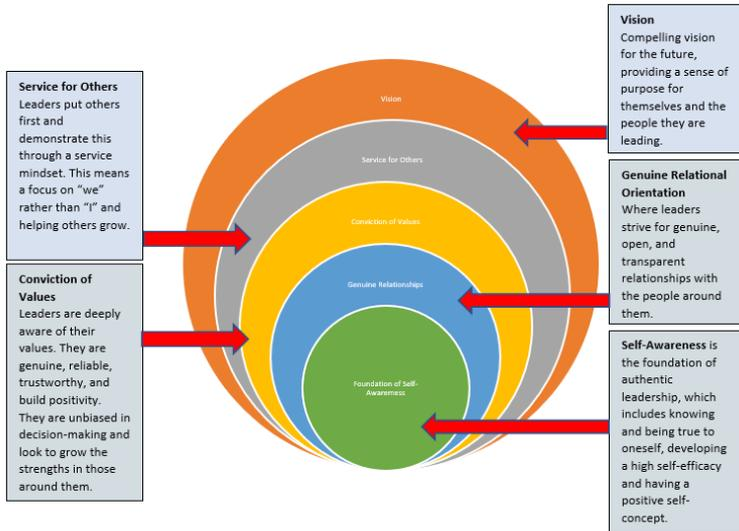 Service for Others
Leaders put others
first and
demonstrate this
through a service
mindset. This means
a focus on “we”
rather than “I” and
helping others grow.
Conviction of
Values
Leaders are deeply
aware of their
values. They are
genuine, reliable,
trustworthy, and
build positivity.
They are unbiased in
decision-making and
look to grow the
strengths in those
around them.
Vision
Service for Others
Conviction of Values
Genuine Relationships
Foundation of Self-
Awareness
Vision
Compelling vision
for the future,
providing a sense of
purpose for
themselves and the
people they are
leading.
Genuine Relational
Orientation
Where leaders
strive for genuine,
open, and
transparent
relationships with
the people around
them.
Self-Awareness is
the foundation of
authentic
leadership, which
includes knowing
and being true to
oneself, developing
a high self-efficacy
and having a
positive self-
concept.